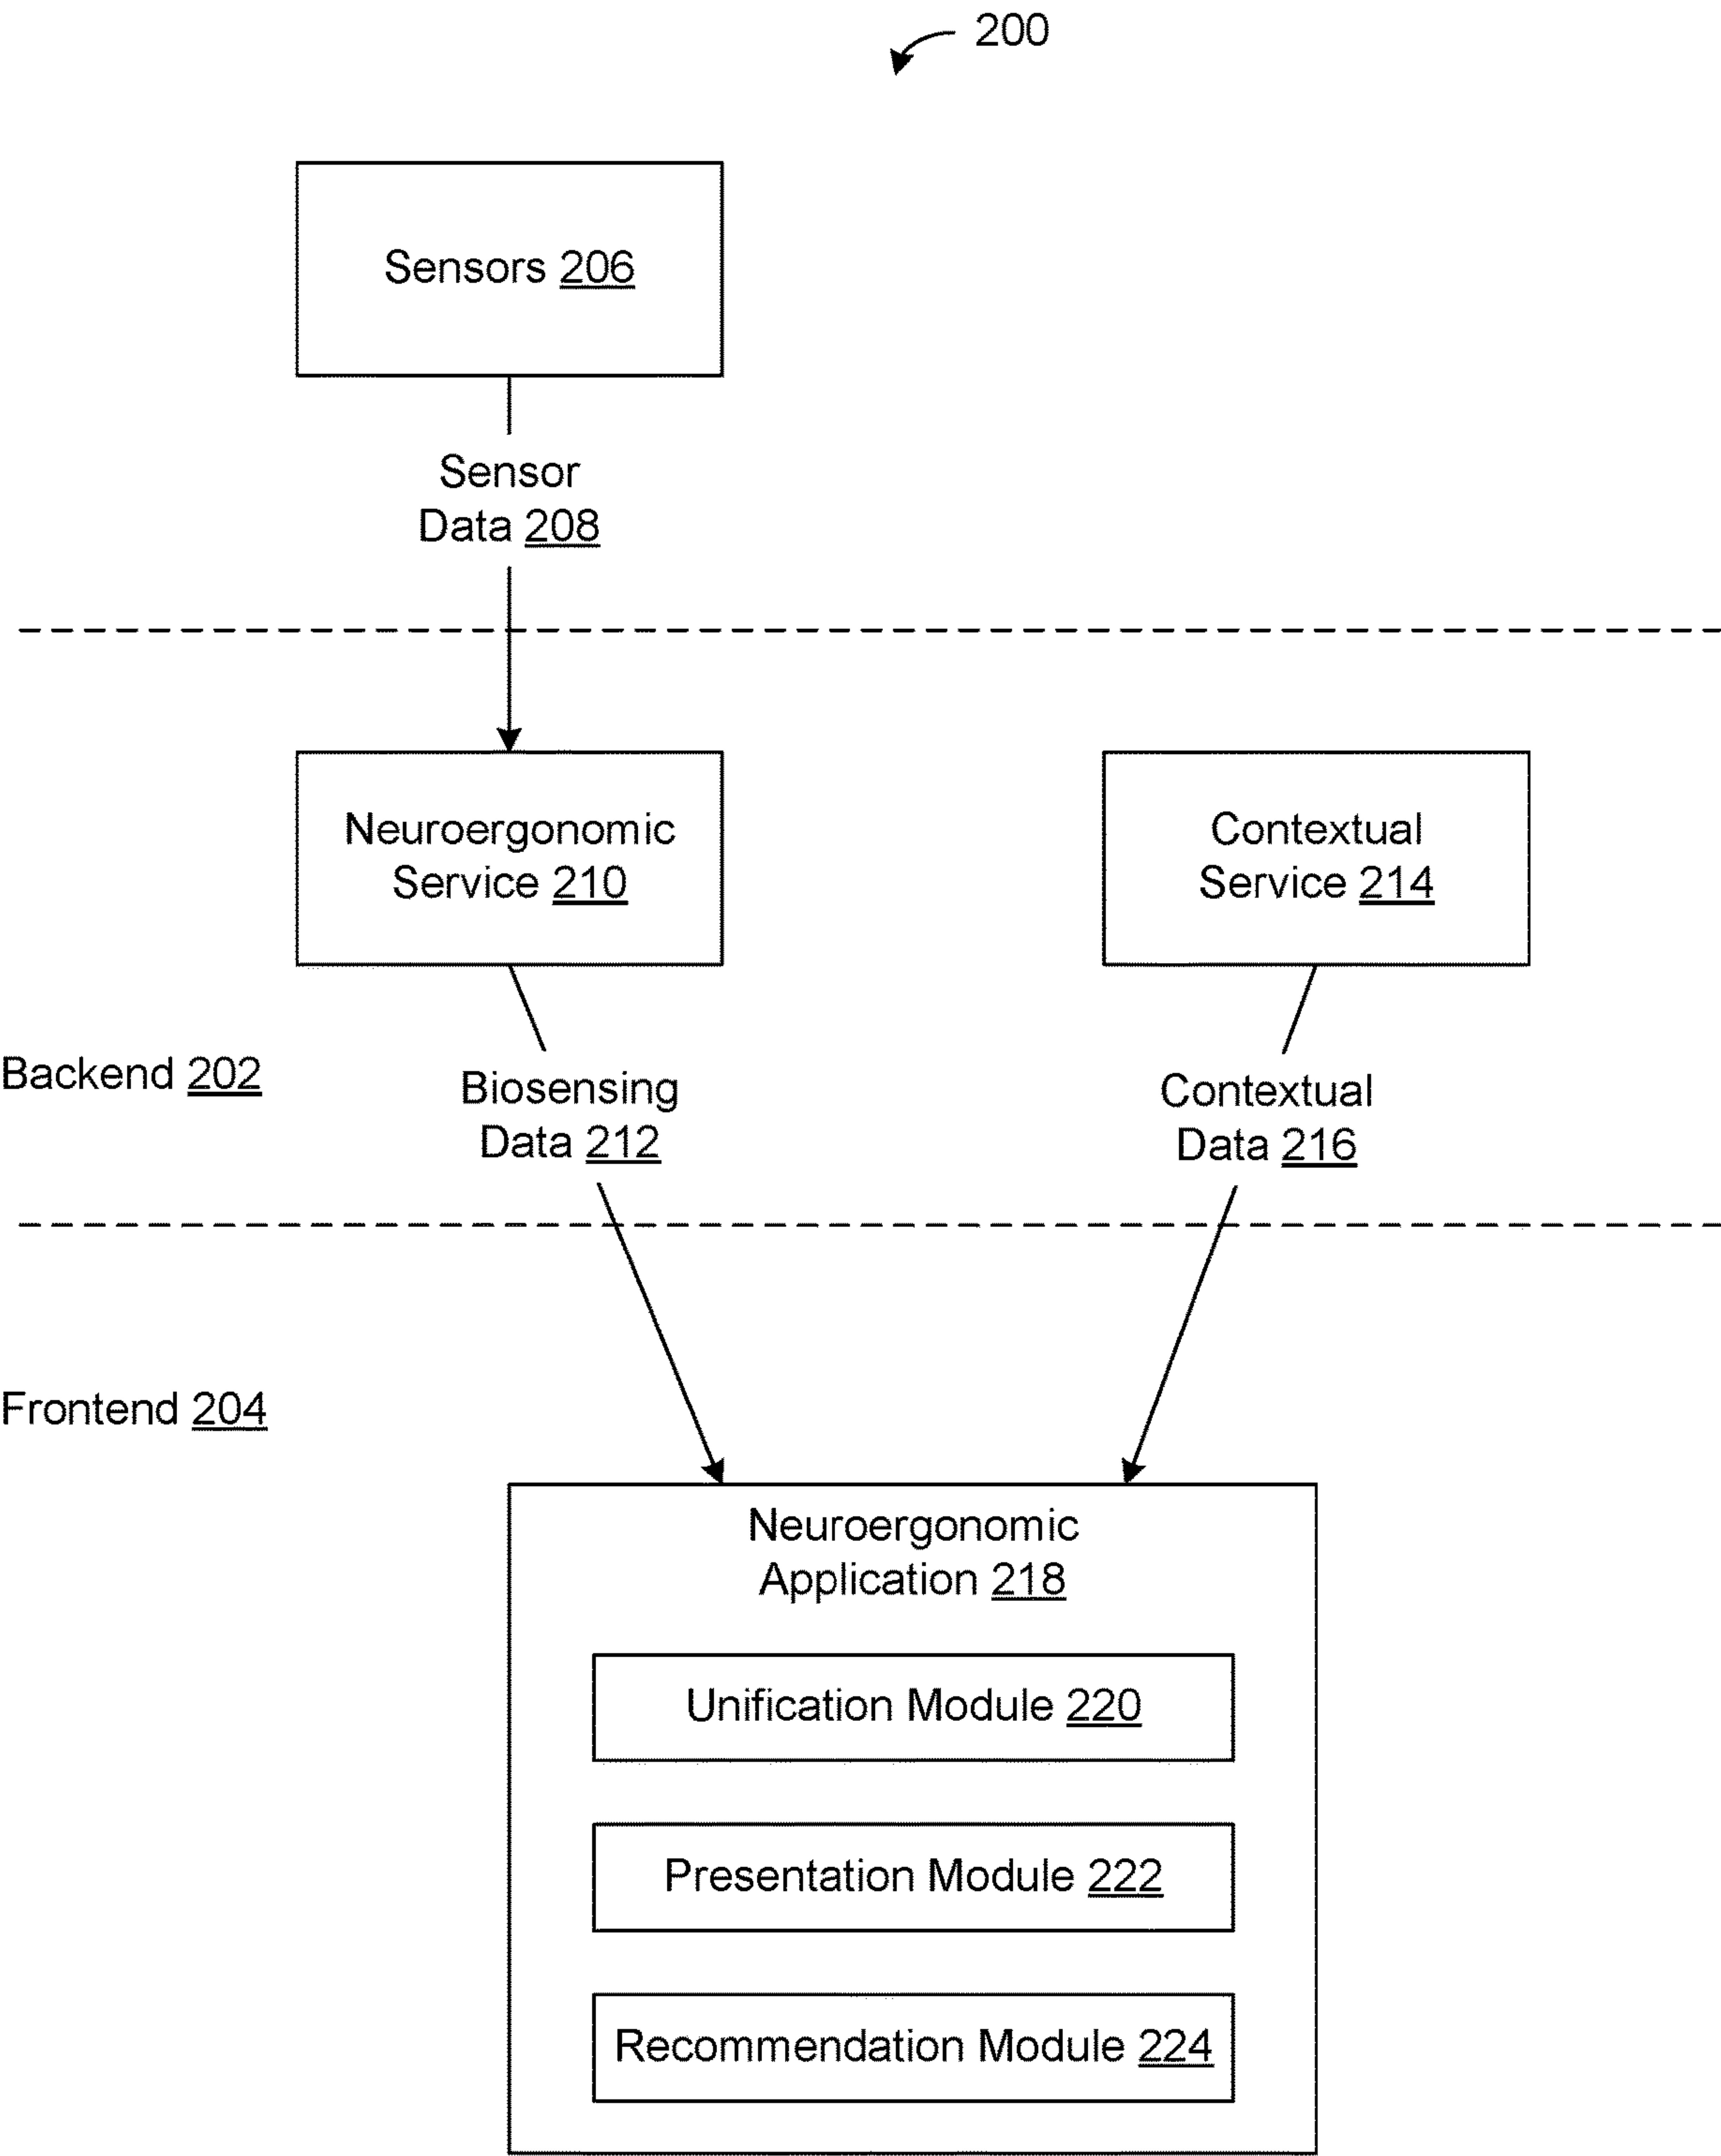 200
Sensors 206
Sensor
Data 208
Neuroergonomic
Service 210
Contextual
Service 214
Backend 202
Biosensing
Data 212
Contextual
Data 216
Frontend 204
Neuroergonomic
Application 218
Unification Module 220
Presentation Module 222
Recommendation Module 224